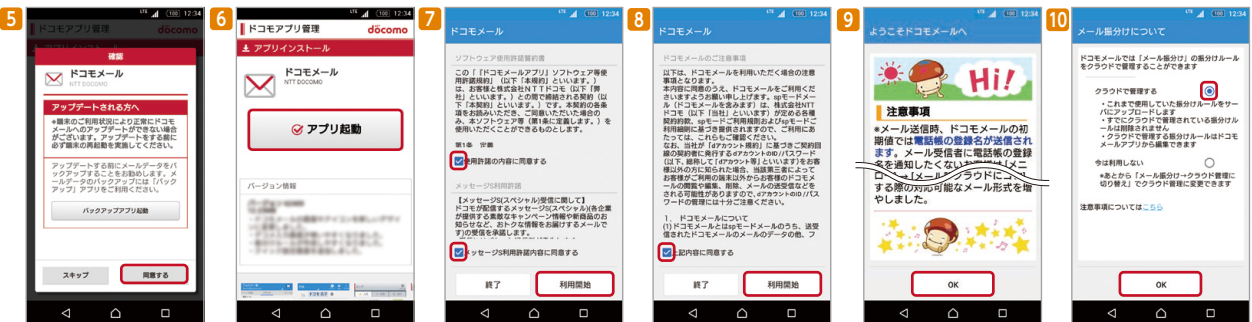 5
LTE 100 12:34
ドコモアプリ管理
döcomo
確認
ドコモメール
NTT DOCOMO
アップデートされる方へ
*端末のご利用状況により正常にドコモ
メールへのアップデートができない場合
がございます。アップデートする前に
必ず端末の再起動を実施してください。
アップデートする前にメールデータをバ
ックアップすることをお勧めします。メ
ールデータのバックアップには「バック
アップ」アプリをご利用ください。
バックアップアプリ起動
スキップ
同意する
6
LTE 100 12:34
ドコモアプリ管理
döcomo
アプリインストール
ドコモメール
NTT DOCOMO
アプリ起動
バージョン情報
7
LTE 100 12:34
ドコモメール
ソフトウェア使用許諾誓約書
この「『ドコモメールアプリ』ソフトウェア等使
用許諾規約」(以下「本規約」といいます。)
は、お客様と株式会社NTTドコモ(以下「弊
社」といいます。)との間で締結される契約(以
下「本契約」といいます。)です。本契約の各条
項をお読みいただき、ご同意いただいた場合の
み、本ソフトウェア等(第1条に定義します。)を
使用いただくことができるものとします。
第1条 定義
使用許諾の内容に同意する
メッセージS利用許諾
【メッセージS(スペシャル)受信に関して】
ドコモが配信するメッセージS(スペシャル)(各企業
が提供する素敵なキャンペーン情報や新商品のお
知らせなど、おトクな情報をお届けするメールで
す)の受信を承諾します。
メッセージS利用許諾内容に同意する
終了
利用開始
8
LTE 100 12:34
ドコモメール
ドコモメールのご注意事項
以下は、ドコモメールを利用いただく場合の注意
事項となります。
本内容に同意のうえ、ドコモメールをご利用くだ
さいますようお願い申し上げます。spモードメー
ル(ドコモメールを含みます)は、株式会社NTT
ドコモ(以下「当社」といいます)が定める各種
契約約款、spモードご利用規則およびspモードご
利用細則に基づき提供されますので、ご利用にあ
たっては、これらもご確認ください。
なお、当社が「dアカウント規約」に基づきご契約回
線の契約者に発行するdアカウントのID/パスワード
(以下、総称して「dアカウント等」といいます)をお客
様以外の方に知られた場合、当該第三者によって
お客様がご利用の端末以外からお客様のドコモメ
ールの閲覧や編集、削除、メールの送受信などを
される可能性がありますので、dアカウントのID/パス
ワードの管理には十分ご注意ください。
1. ドコモメールについて
(1)ドコモメールとはspモードメールのうち、送受
信されたドコモメールのメールのデータの他、フ
上記内容に同意する
終了
利用開始
9
LTE 100 12:34
ようこそドコモメールへ
Hi!
注意事項
*メール送信時、ドコモメールの初
期値では電話帳の登録名が送信され
ます。メール受信者に電話帳の登録
名を通知したくない
する際の対応可能なメール形式を増
やしました。
OK
10
LTE 100 12:34
メール振分けについて
ドコモメールでは「メール振分け」の振分けルール
をクラウドで管理することができます
クラウドで管理する
・これまで使用していた振分けルールをサー
バにアップロードします
・すでにクラウドで管理されている振分けル
ールは削除されません
・クラウドで管理する振分けルールはドコモ
メールアプリから編集できます
今は利用しない
*あとから「メール振分け→クラウド管理に
切り替え」でクラウド管理に変更できます
注意事項についてはこちら
OK